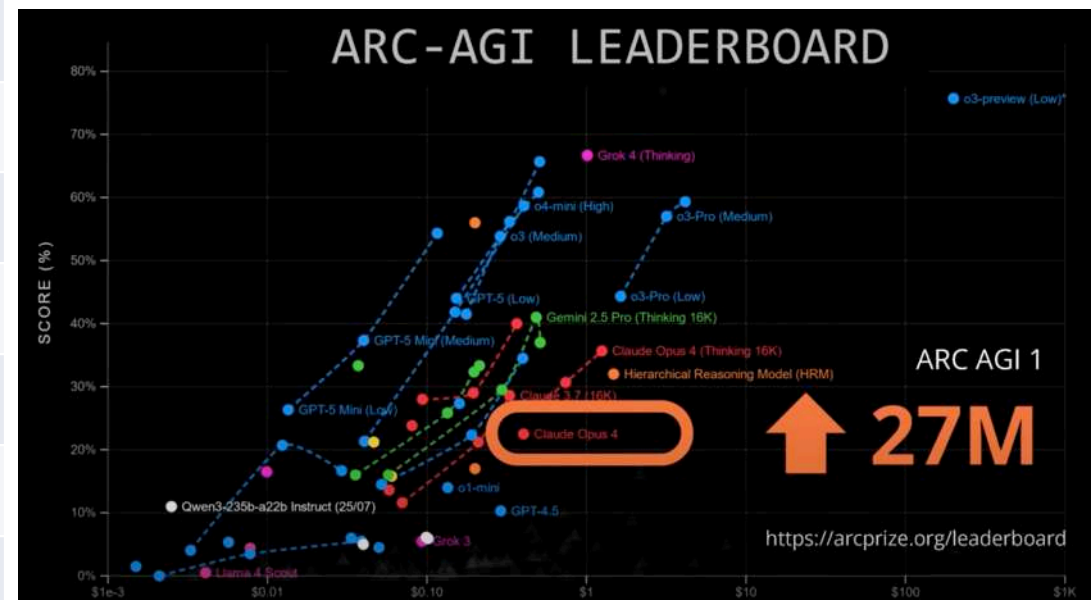 ARC-AGI LEADERBOARD
80%
o3-preview (Low)*
70%
Grok 4 (Thinking)
60%
o4-mini (High)
o3-Pro (Medium)
o3 (Medium)
50%
SCORE (%)
GPT-5 (Low)
o3-Pro (Low)
40%
Gemini 2.5 Pro (Thinking 16K)
GPT-5 Mini (Medium)
Claude Opus 4 (Thinking 16K)
ARC AGI 1
Hierarchical Reasoning Model (HRM)
30%
Claude 3.7 (16K)
GPT-5 Mini (Low)
27M
Claude Opus 4
20%
o1-mini
Qwen3-235b-a22b Instruct (25/07)
GPT-4.5
10%
Grok 3
https://arcprize.org/leaderboard
Llama 4 Scout
0%
$1e-3
$0.01
$0.10
$1
$10
$100
$1K